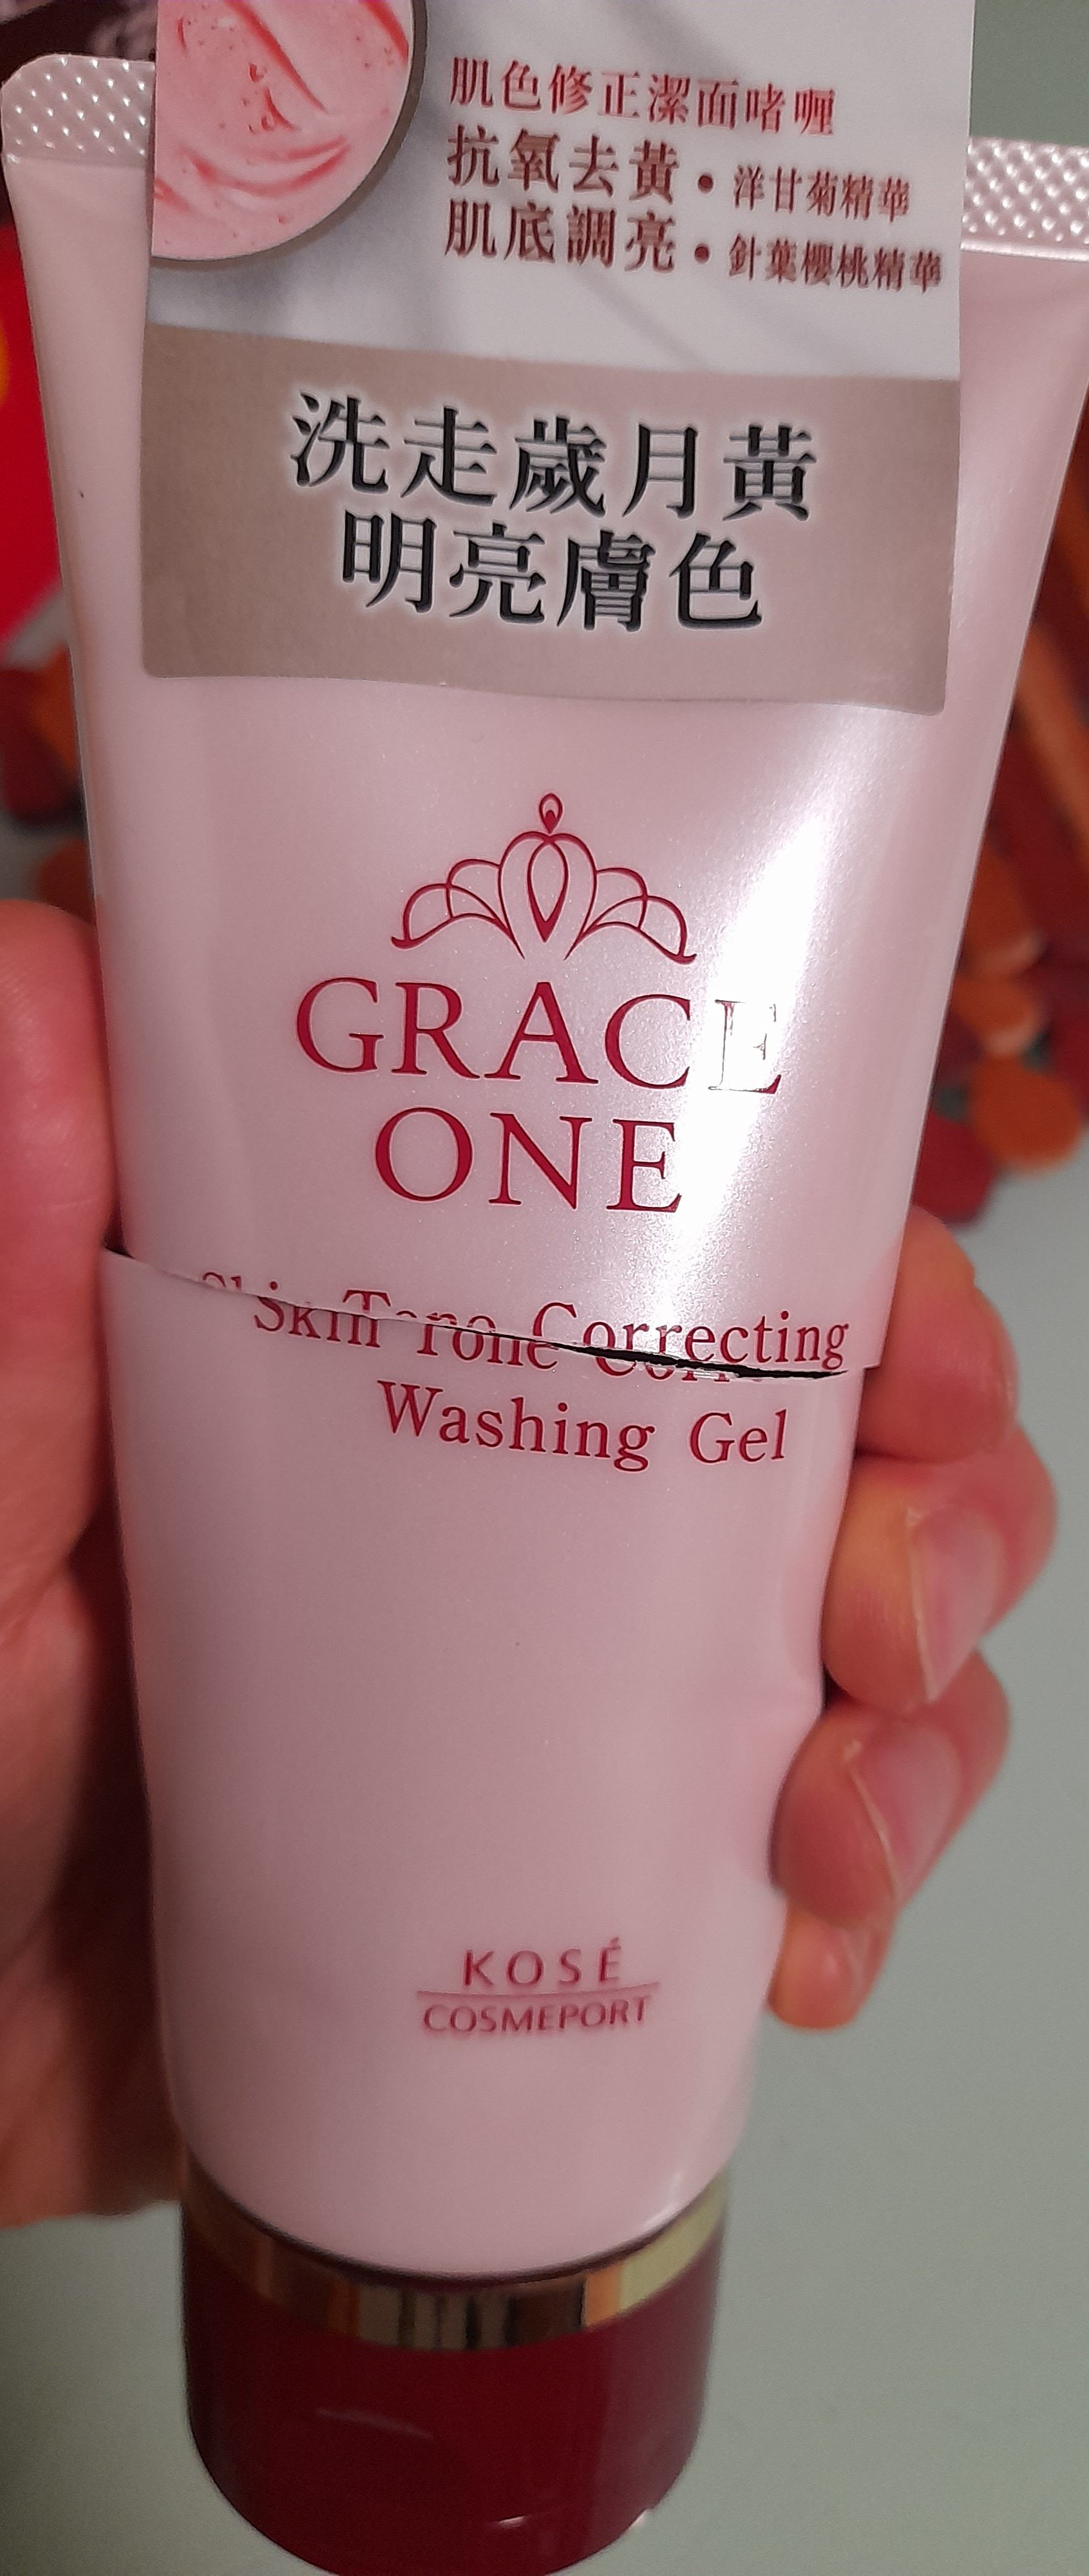 肌色修正潔面啫喱
抗氧去黃・洋甘菊精華
肌底調亮・針葉櫻桃精華
洗走歲月黃
明亮膚色
GRACE
ONE
Skin Tone Correcting
Washing Gel
KOSÉ
COSMEPORT